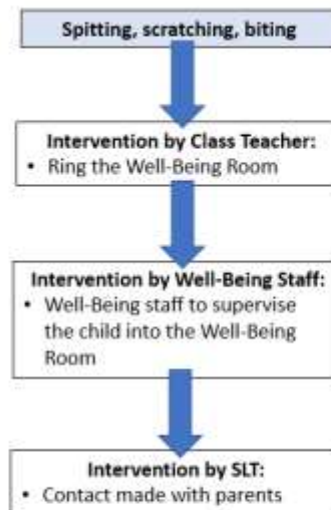 Spitting, scratching, biting
Intervention by Class Teacher:
• Ring the Well-Being Room
Intervention by Well-Being Staff:
• Well-Being staff to supervise
the child into the Well-Being
Room
Intervention by SLT:
• Contact made with parents